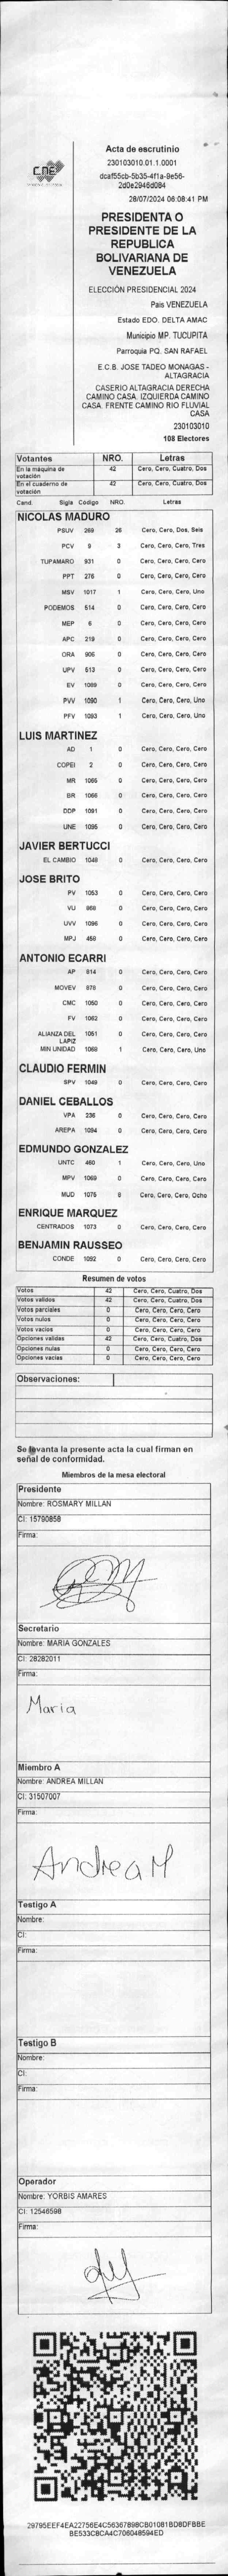 CNE
Acta de escrutinio
230103010.01.1.0001
dcaf55cb-5b35-4f1a-9e56-
2d0e2946d084
28/07/2024 06:08:41 PM
PRESIDENTA O
PRESIDENTE DE LA
REPUBLICA
BOLIVARIANA DE
VENEZUELA
ELECCIÓN PRESIDENCIAL 2024
Pais VENEZUELA
Estado EDO. DELTA AMAC
Municipio MP. TUCUPITA
Parroquia PQ. SAN RAFAEL
E.C.B. JOSE TADEO MONAGAS -
ALTAGRACIA
CASERIO ALTAGRACIA DERECHA
CAMINO CASA. IZQUIERDA CAMINO
CASA. FRENTE CAMINO RIO FLUVIAL
CASA
230103010
108 Electores
Votantes NRO. Letras
En la máquina de votación 42 Cero, Cero, Cuatro, Dos
En el cuaderno de votación 42 Cero, Cero, Cuatro, Dos
Cand. Sigla Código NRO. Letras
NICOLAS MADURO
PSUV 269 26 Cero, Cero, Dos, Seis
PCV 9 3 Cero, Cero, Cero, Tres
TUPAMARO 931 0 Cero, Cero, Cero, Cero
PPT 276 0 Cero, Cero, Cero, Cero
MSV 1017 1 Cero, Cero, Cero, Uno
PODEMOS 514 0 Cero, Cero, Cero, Cero
MEP 6 0 Cero, Cero, Cero, Cero
APC 219 0 Cero, Cero, Cero, Cero
ORA 906 0 Cero, Cero, Cero, Cero
UPV 513 0 Cero, Cero, Cero, Cero
EV 1089 0 Cero, Cero, Cero, Cero
PVV 1090 1 Cero, Cero, Cero, Uno
PFV 1093 1 Cero, Cero, Cero, Uno
LUIS MARTINEZ
AD 1 0 Cero, Cero, Cero, Cero
COPEI 2 0 Cero, Cero, Cero, Cero
MR 1065 0 Cero, Cero, Cero, Cero
BR 1066 0 Cero, Cero, Cero, Cero
DDP 1091 0 Cero, Cero, Cero, Cero
UNE 1095 0 Cero, Cero, Cero, Cero
JAVIER BERTUCCI
EL CAMBIO 1048 0 Cero, Cero, Cero, Cero
JOSE BRITO
PV 1053 0 Cero, Cero, Cero, Cero
VU 868 0 Cero, Cero, Cero, Cero
UVV 1096 0 Cero, Cero, Cero, Cero
MPJ 458 0 Cero, Cero, Cero, Cero
ANTONIO ECARRI
AP 814 0 Cero, Cero, Cero, Cero
MOVEV 878 0 Cero, Cero, Cero, Cero
CMC 1050 0 Cero, Cero, Cero, Cero
FV 1062 0 Cero, Cero, Cero, Cero
ALIANZA DEL LAPIZ 1051 0 Cero, Cero, Cero, Cero
MIN UNIDAD 1068 1 Cero, Cero, Cero, Uno
CLAUDIO FERMIN
SPV 1049 0 Cero, Cero, Cero, Cero
DANIEL CEBALLOS
VPA 236 0 Cero, Cero, Cero, Cero
AREPA 1094 0 Cero, Cero, Cero, Cero
EDMUNDO GONZALEZ
UNTC 460 1 Cero, Cero, Cero, Uno
MPV 1069 0 Cero, Cero, Cero, Cero
MUD 1075 8 Cero, Cero, Cero, Ocho
ENRIQUE MARQUEZ
CENTRADOS 1073 0 Cero, Cero, Cero, Cero
BENJAMIN RAUSSEO
CONDE 1092 0 Cero, Cero, Cero, Cero
Resumen de votos
Votos 42 Cero, Cero, Cuatro, Dos
Votos validos 42 Cero, Cero, Cuatro, Dos
Votos parciales 0 Cero, Cero, Cero, Cero
Votos nulos 0 Cero, Cero, Cero, Cero
Votos vacios 0 Cero, Cero, Cero, Cero
Opciones validas 42 Cero, Cero, Cuatro, Dos
Opciones nulas 0 Cero, Cero, Cero, Cero
Opciones vacias 0 Cero, Cero, Cero, Cero
Observaciones:
Se levanta la presente acta la cual firman en
señal de conformidad.
Miembros de la mesa electoral
Presidente
Nombre: ROSMARY MILLAN
CI: 15790858
Firma:
Secretario
Nombre: MARIA GONZALES
CI: 28282011
Firma:
Maria
Miembro A
Nombre: ANDREA MILLAN
CI: 31507007
Firma:
Andrea M
Testigo A
Nombre:
CI:
Firma:
Testigo B
Nombre:
CI:
Firma:
Operador
Nombre: YORBIS AMARES
CI: 12546598
Firma:
29795EEF4EA22756E4C56367898CB01081BD8DFBBE
BE533C8CA4C706048594ED